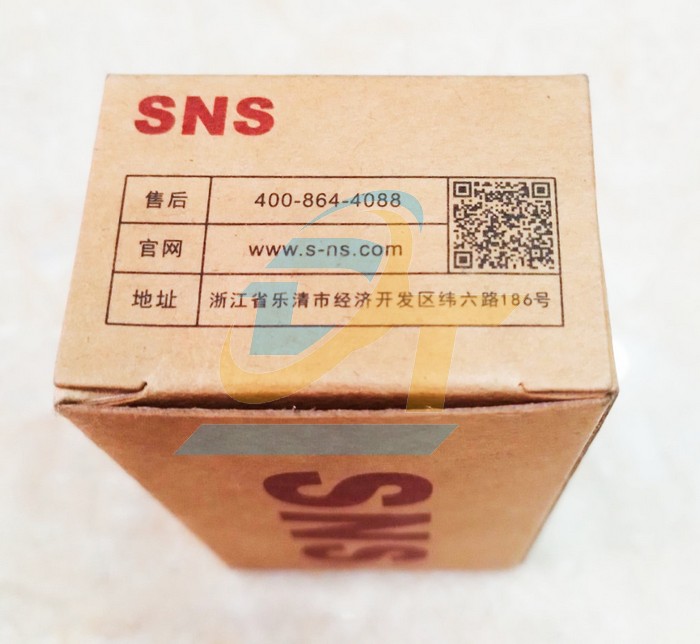 SNS
售后 400-864-4088
官网 www.s-ns.com
地址 浙江省乐清市经济开发区纬六路186号
SNS